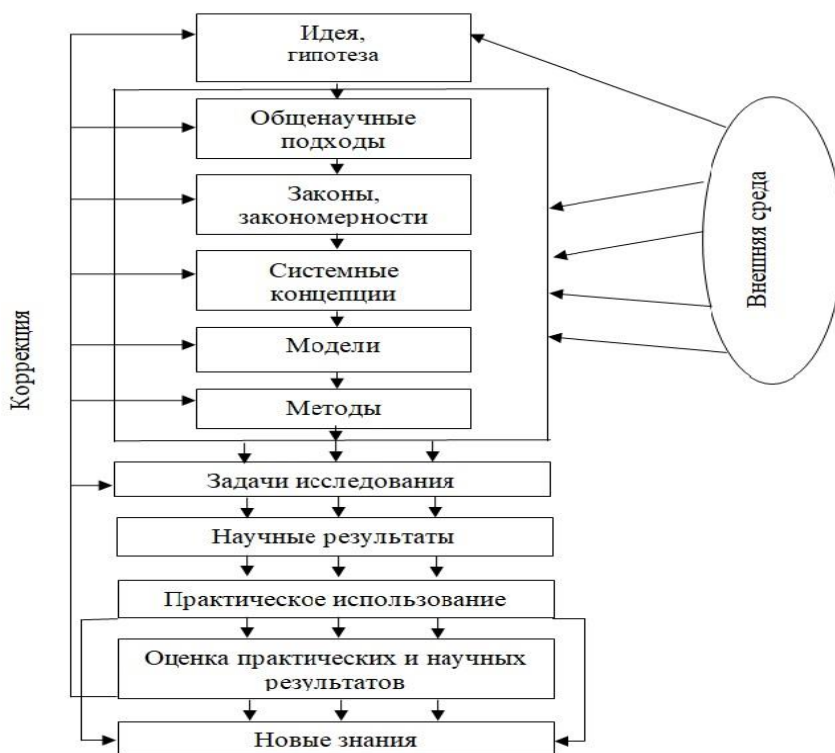 Идея,
гипотеза
Общенаучные
подходы
Законы,
закономерности
Системные
концепции
Модели
Методы
Задачи исследования
Научные результаты
Практическое использование
Оценка практических и научных
результатов
Новые знания
Коррекция
Внешняя среда